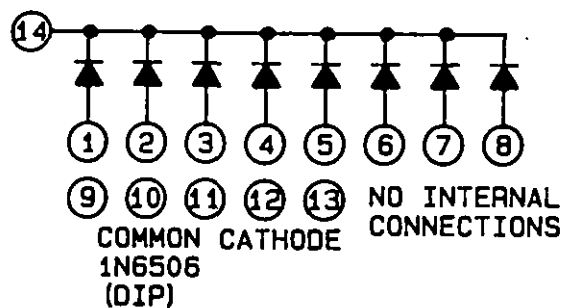 14
1 2 3 4 5 6 7 8
9 10 11 12 13 NO INTERNAL
CONNECTIONS
COMMON CATHODE
1N6506
(DIP)